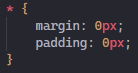 * {
    margin: 0px;
    padding: 0px;
}